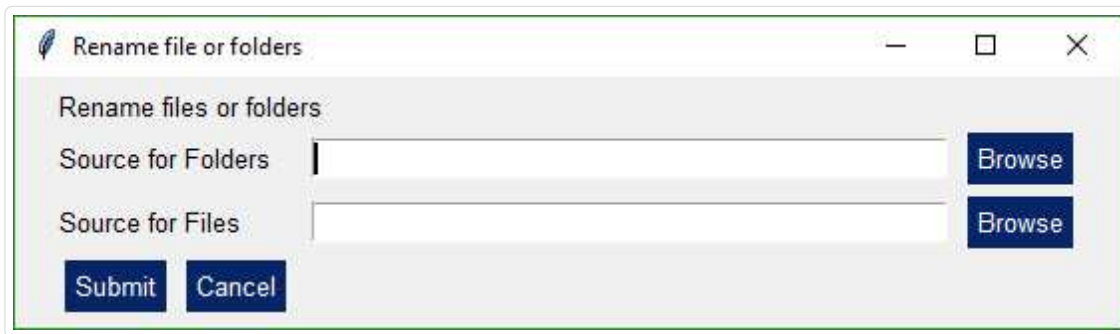 Rename file or folders
Rename files or folders
Source for Folders Browse
Source for Files Browse
Submit Cancel